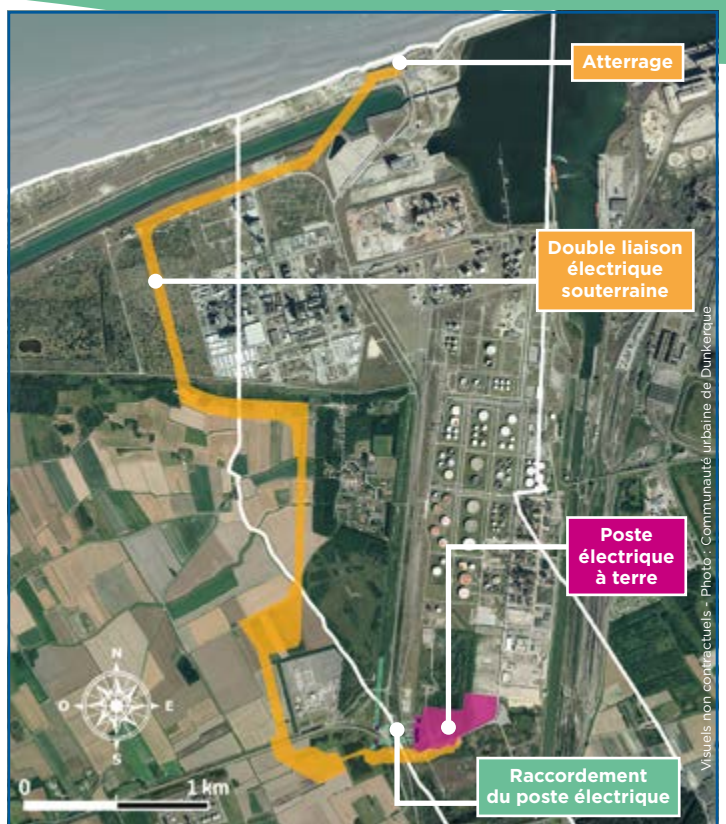 Atterrage
Double liaison
électrique
souterraine
Poste
électrique
à terre
Raccordement
du poste électrique
N
O
E
S
0
1 km
Visuels non contractuels - Photo : Communauté urbaine de Dunkerque